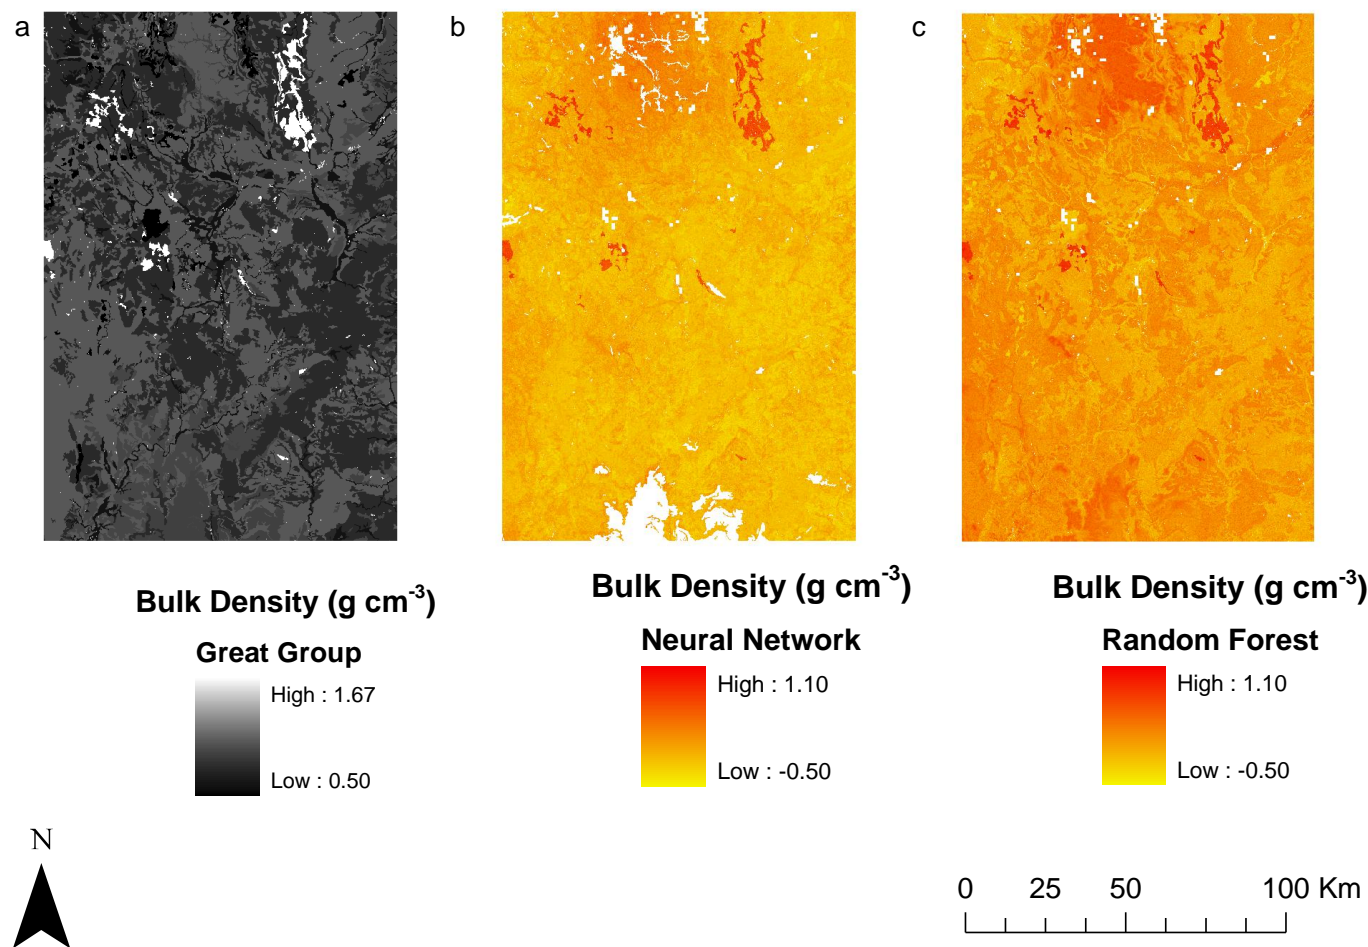 a
b
c
Bulk Density (g cm⁻³)
Great Group
High : 1.67
Low : 0.50
Bulk Density (g cm⁻³)
Neural Network
High : 1.10
Low : -0.50
Bulk Density (g cm⁻³)
Random Forest
High : 1.10
Low : -0.50
N
0 25 50 100 Km